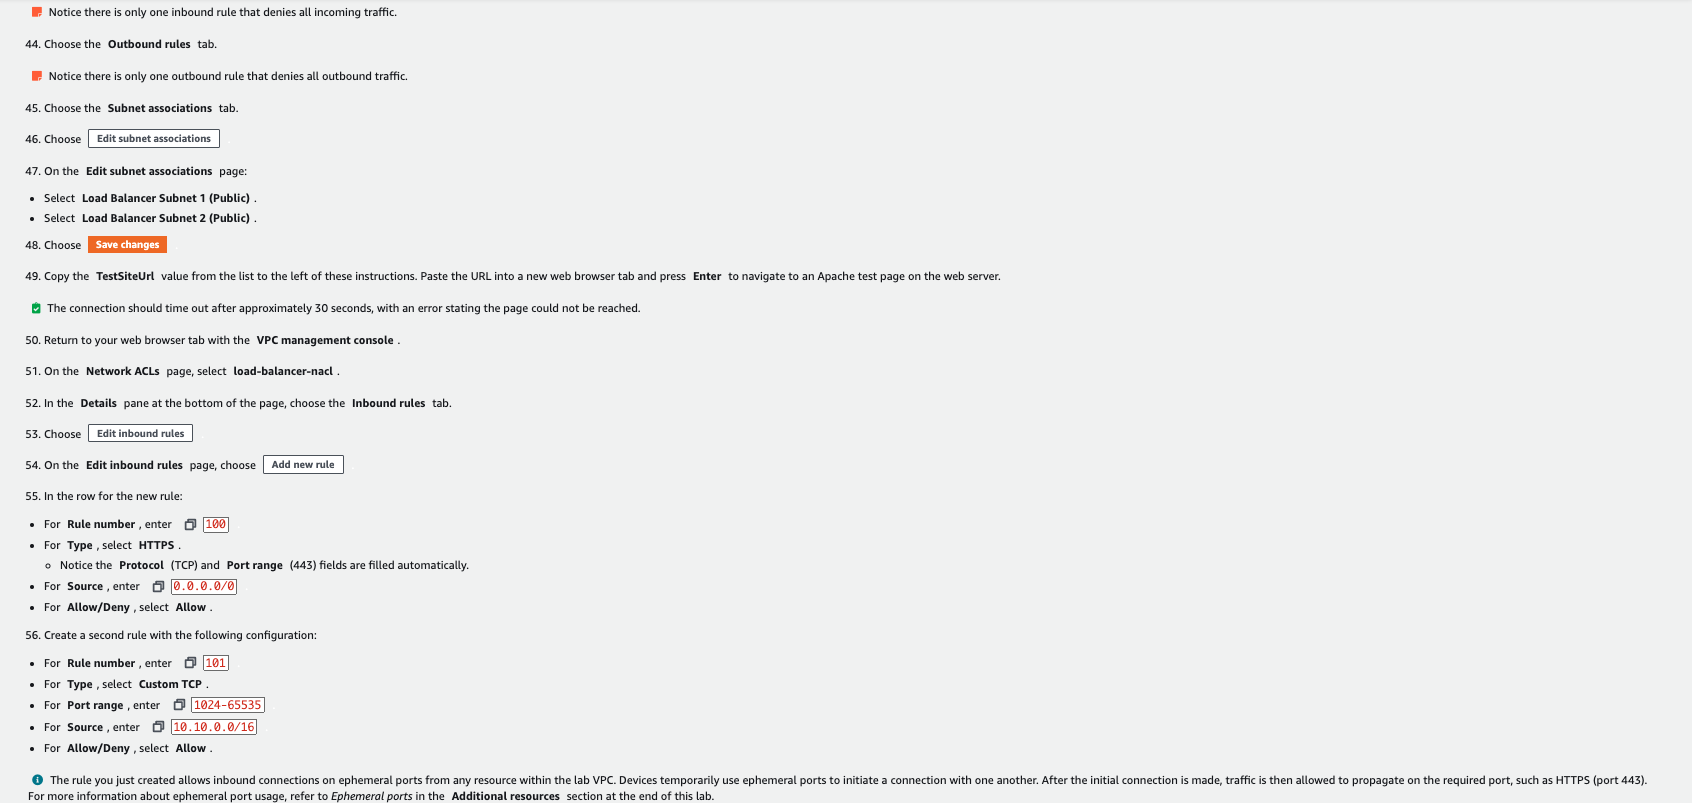 Notice there is only one inbound rule that denies all incoming traffic.
44. Choose the Outbound rules tab.
Notice there is only one outbound rule that denies all outbound traffic.
45. Choose the Subnet associations tab.
46. Choose Edit subnet associations
47. On the Edit subnet associations page:
• Select Load Balancer Subnet 1 (Public) .
• Select Load Balancer Subnet 2 (Public) .
48. Choose Save changes
49. Copy the TestSiteUrl value from the list to the left of these instructions. Paste the URL into a new web browser tab and press Enter to navigate to an Apache test page on the web server.
The connection should time out after approximately 30 seconds, with an error stating the page could not be reached.
50. Return to your web browser tab with the VPC management console .
51. On the Network ACLs page, select load-balancer-nacl .
52. In the Details pane at the bottom of the page, choose the Inbound rules tab.
53. Choose Edit inbound rules
54. On the Edit inbound rules page, choose Add new rule
55. In the row for the new rule:
• For Rule number , enter 100
• For Type , select HTTPS .
○ Notice the Protocol (TCP) and Port range (443) fields are filled automatically.
• For Source , enter 0.0.0.0/0
• For Allow/Deny , select Allow .
56. Create a second rule with the following configuration:
• For Rule number , enter 101
• For Type , select Custom TCP .
• For Port range , enter 1024-65535
• For Source , enter 10.10.0.0/16
• For Allow/Deny , select Allow .
The rule you just created allows inbound connections on ephemeral ports from any resource within the lab VPC. Devices temporarily use ephemeral ports to initiate a connection with one another. After the initial connection is made, traffic is then allowed to propagate on the required port, such as HTTPS (port 443).
For more information about ephemeral port usage, refer to Ephemeral ports in the Additional resources section at the end of this lab.